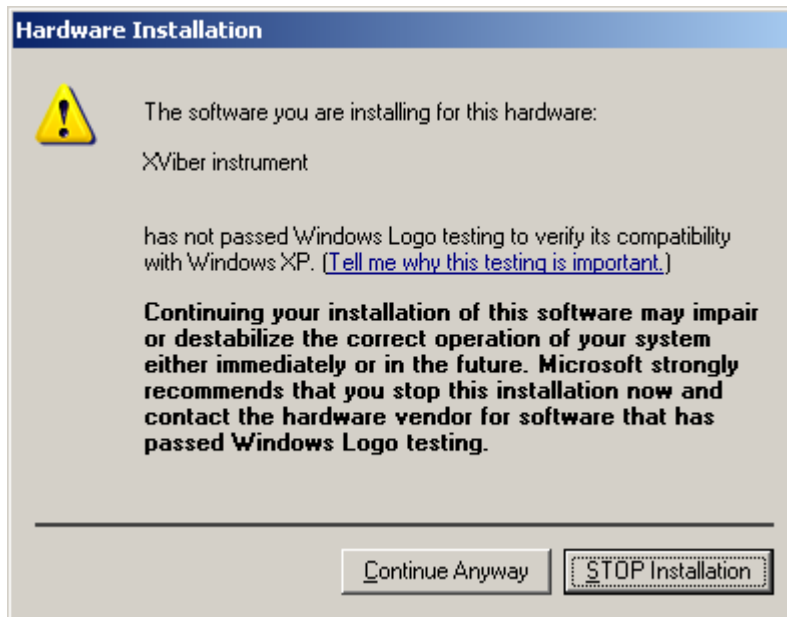 Hardware Installation
The software you are installing for this hardware:
XViber instrument
has not passed Windows Logo testing to verify its compatibility
with Windows XP. (Tell me why this testing is important.)
Continuing your installation of this software may impair
or destabilize the correct operation of your system
either immediately or in the future. Microsoft strongly
recommends that you stop this installation now and
contact the hardware vendor for software that has
passed Windows Logo testing.
Continue Anyway
STOP Installation